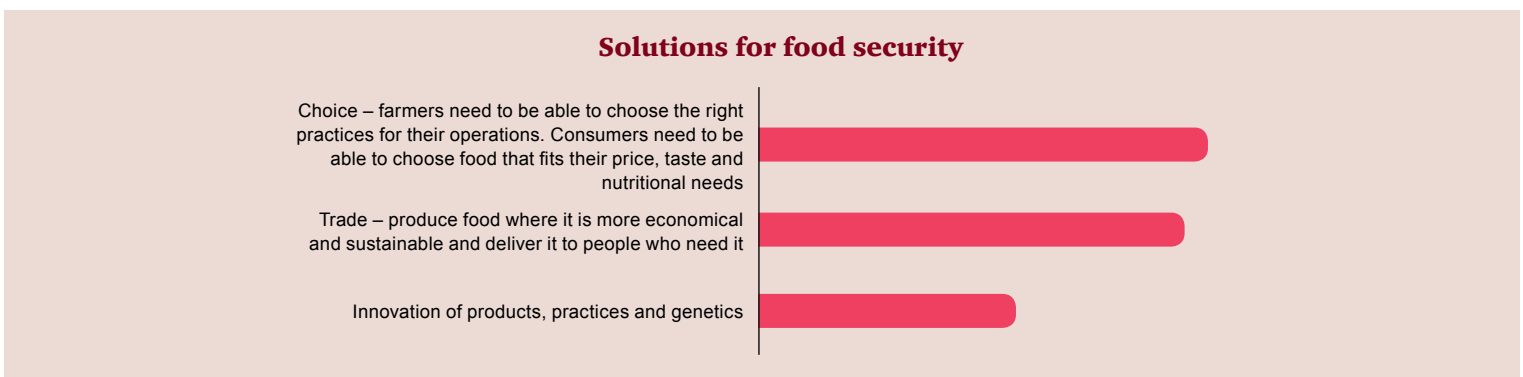 Solutions for food security
Choice – farmers need to be able to choose the right
practices for their operations. Consumers need to be
able to choose food that fits their price, taste and
nutritional needs
Trade – produce food where it is more economical
and sustainable and deliver it to people who need it
Innovation of products, practices and genetics